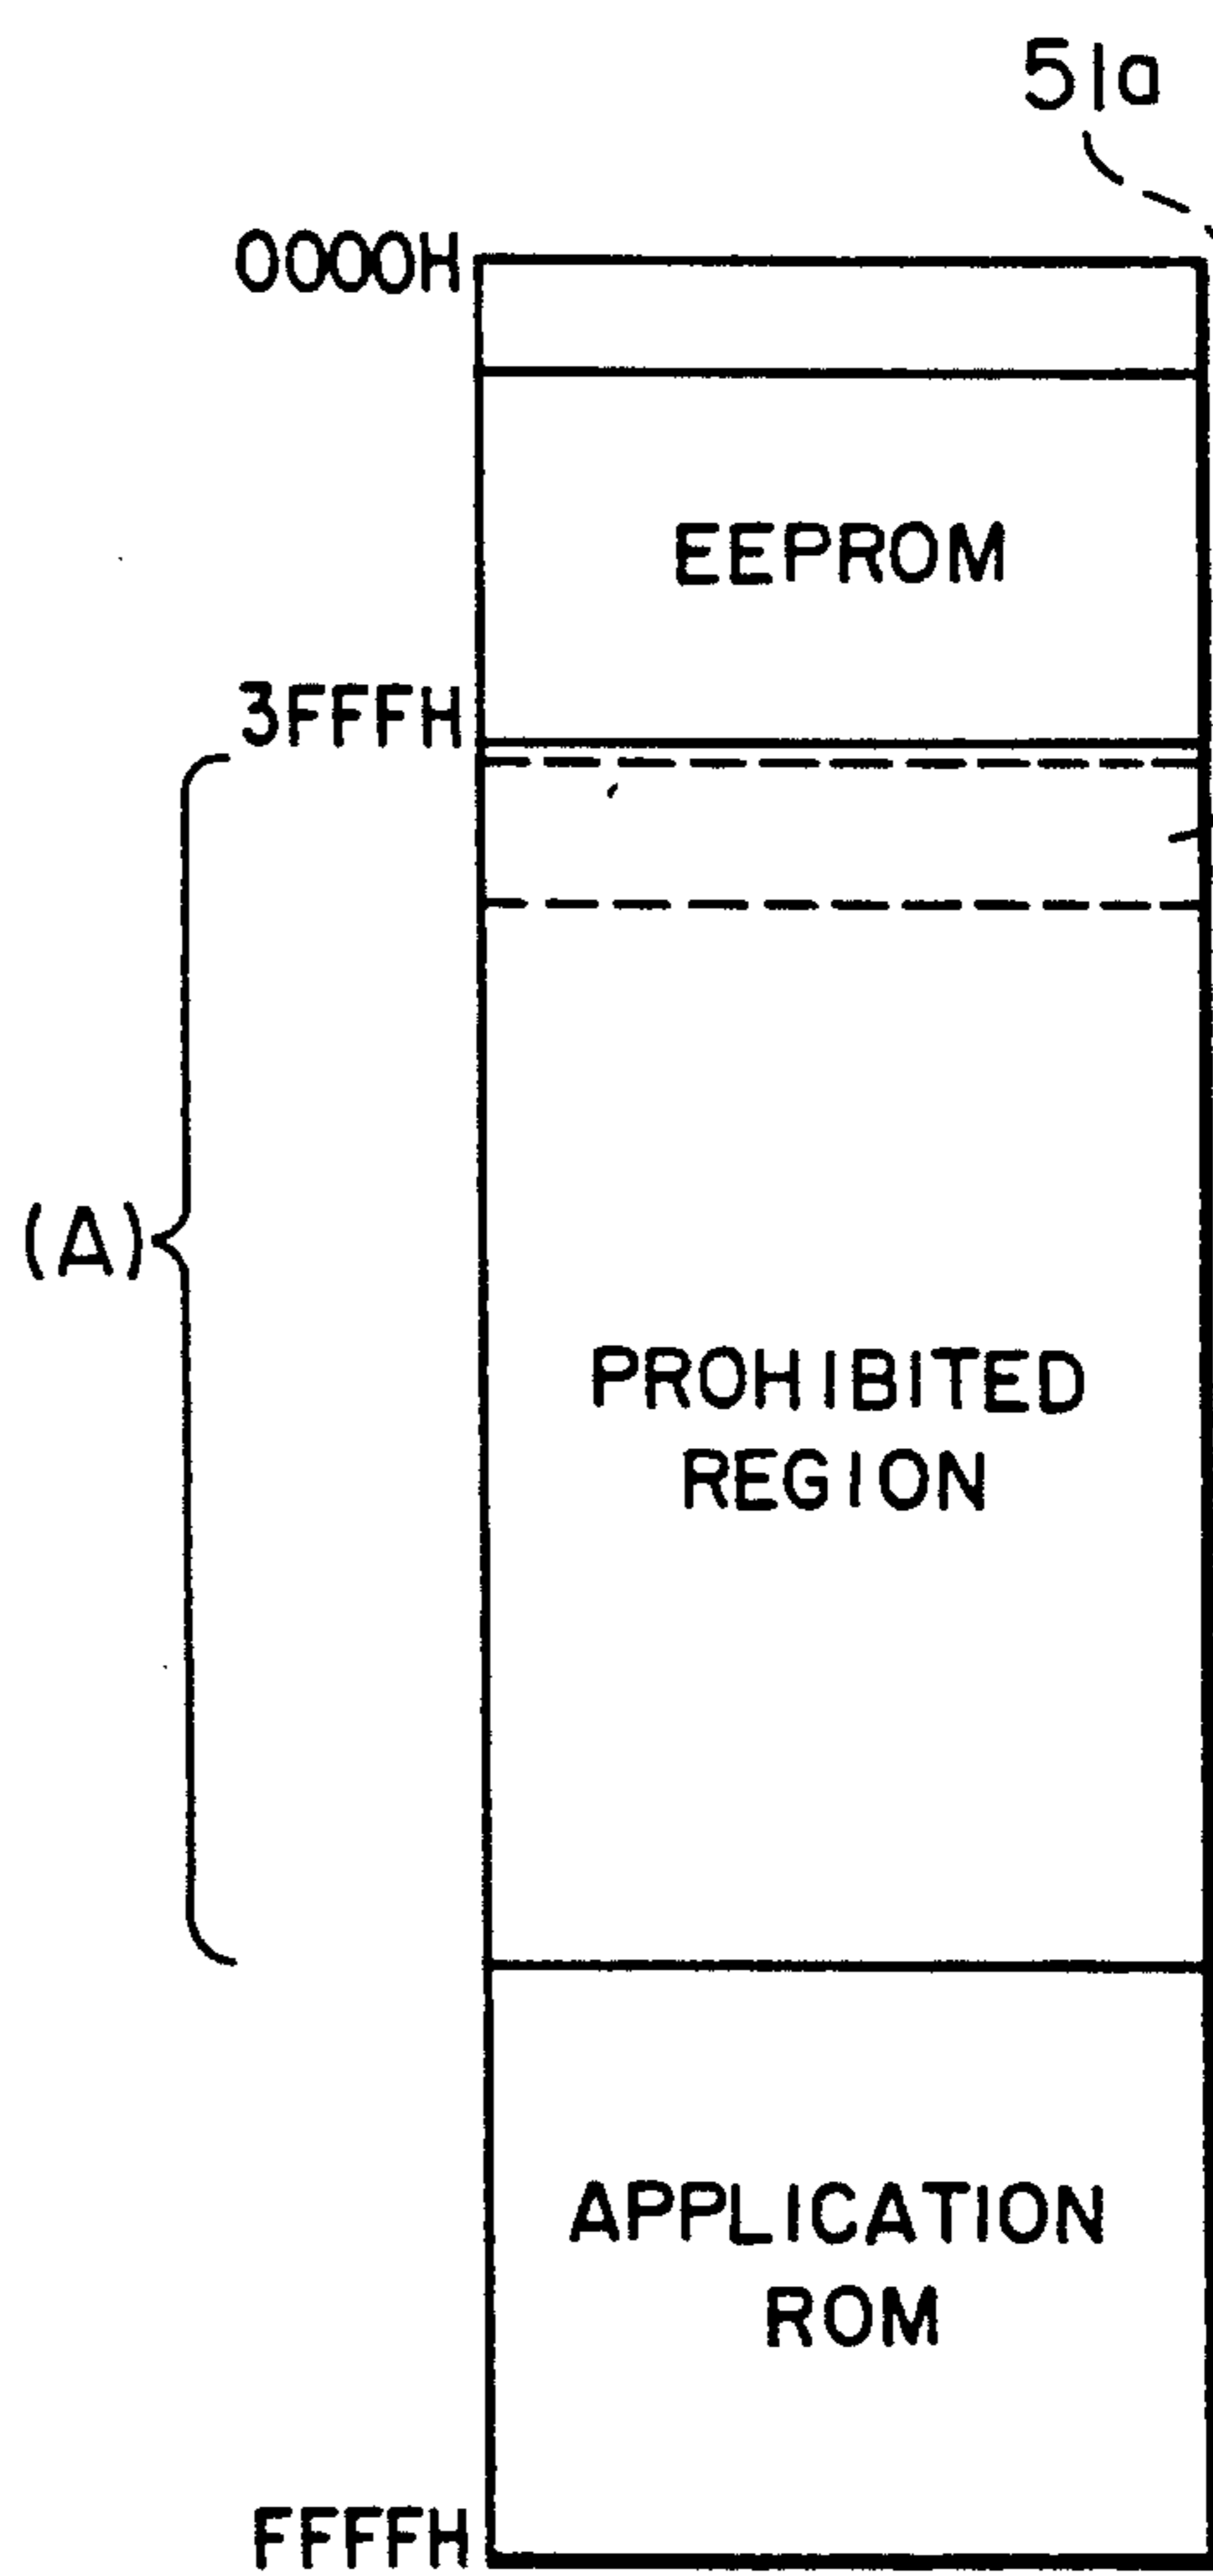 51a
0000H
EEPROM
3FFFH
(A)
PROHIBITED
REGION
APPLICATION
ROM
FFFFH